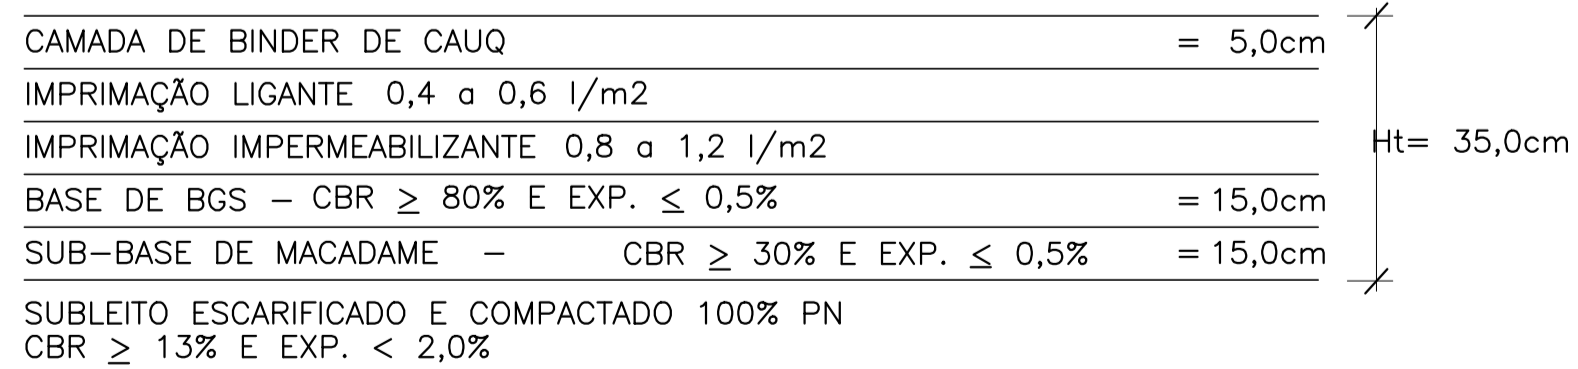 CAMADA DE BINDER DE CAUQ = 5,0cm
IMPRIMAÇÃO LIGANTE 0,4 a 0,6 l/m2
IMPRIMAÇÃO IMPERMEABILIZANTE 0,8 a 1,2 l/m2
Ht= 35,0cm
BASE DE BGS – CBR ≥ 80% E EXP. ≤ 0,5% = 15,0cm
SUB–BASE DE MACADAME – CBR ≥ 30% E EXP. ≤ 0,5% = 15,0cm
SUBLEITO ESCARIFICADO E COMPACTADO 100% PN
CBR ≥ 13% E EXP. < 2,0%